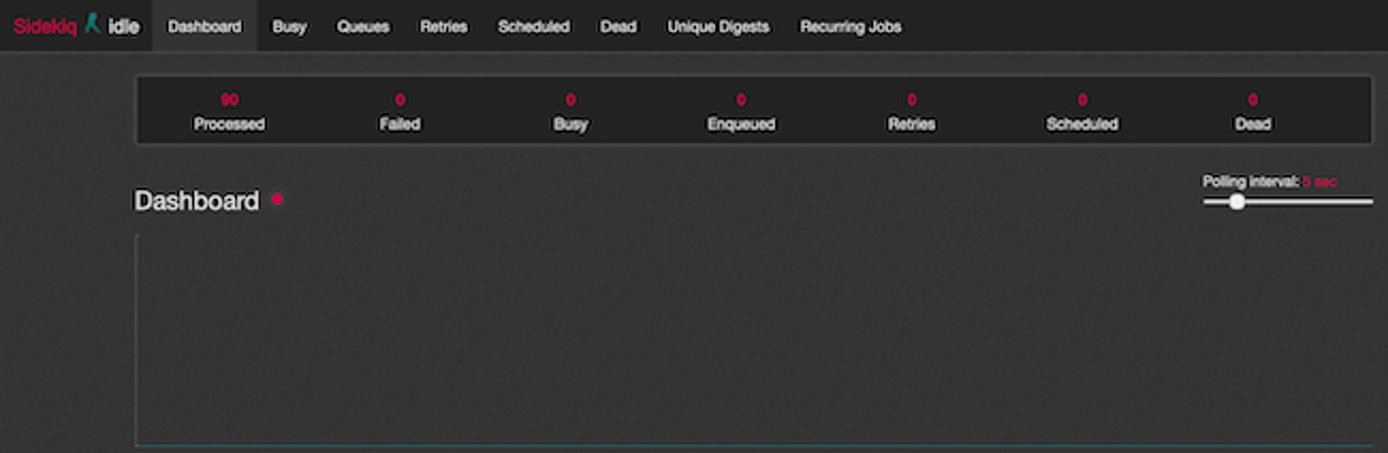 Sidekiq idle Dashboard Busy Queues Retries Scheduled Dead Unique Digests Recurring Jobs
90 0 0 0 0 0 0
Processed Failed Busy Enqueued Retries Scheduled Dead
Polling interval: 5 sec
Dashboard